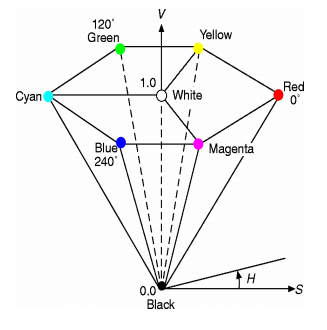 V
120°
Green
Yellow
1.0
Cyan
White
Red
0°
Blue
240°
Magenta
H
0.0
S
Black